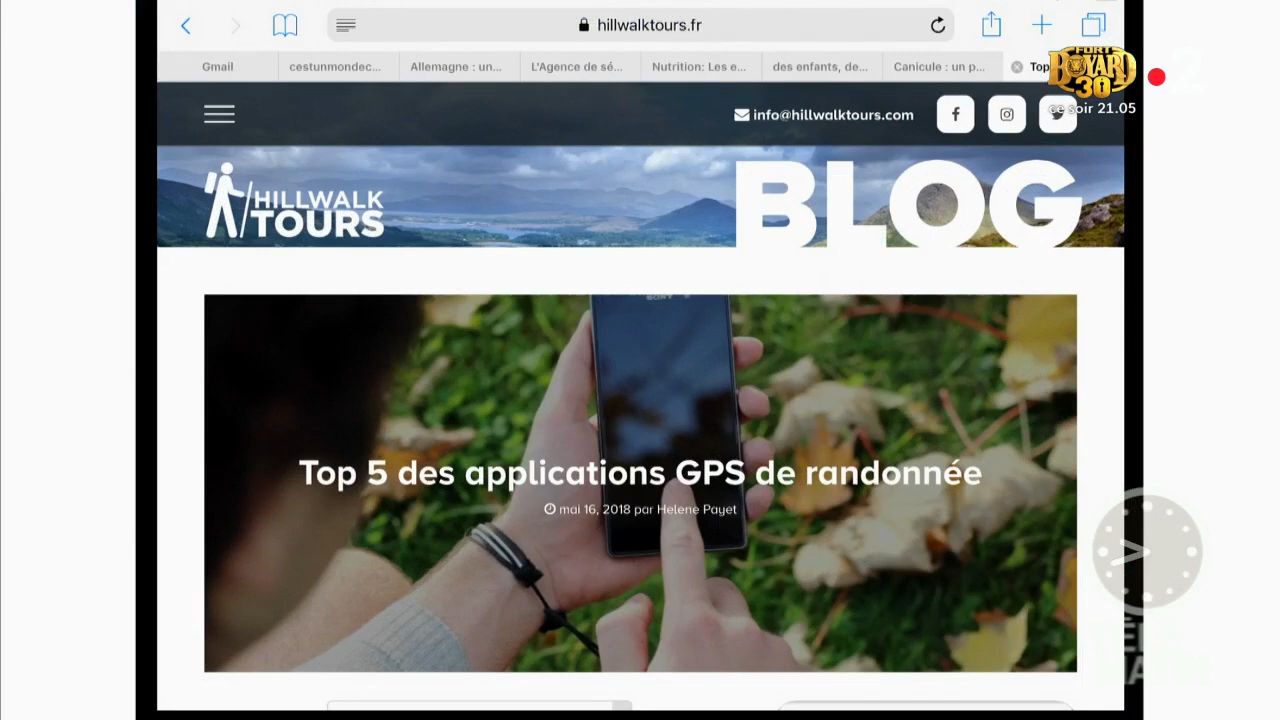 hillwalktours.fr
Gmail
cestunmondec...
Allemagne : un...
L'Agence de sé...
Nutrition: Les e...
des enfants, de...
Canicule : un p...
Top
FORT
BOYARD
30
2
ce soir 21.05
info@hillwalktours.com
HILLWALK
TOURS
BLOG
SONY
Top 5 des applications GPS de randonnée
mai 16, 2018 par Helene Payet